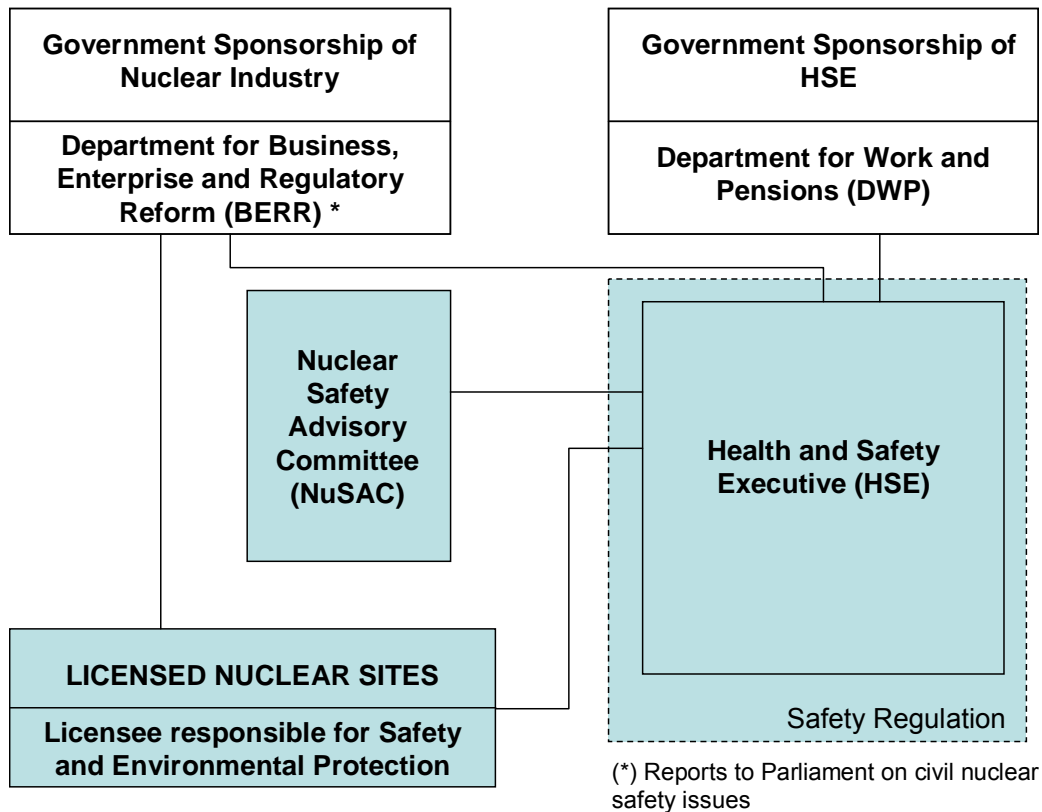 Government Sponsorship of
Nuclear Industry
Department for Business,
Enterprise and Regulatory
Reform (BERR) *
Government Sponsorship of
HSE
Department for Work and
Pensions (DWP)
Nuclear
Safety
Advisory
Committee
(NuSAC)
Health and Safety
Executive (HSE)
Safety Regulation
LICENSED NUCLEAR SITES
Licensee responsible for Safety
and Environmental Protection
(*) Reports to Parliament on civil nuclear
safety issues